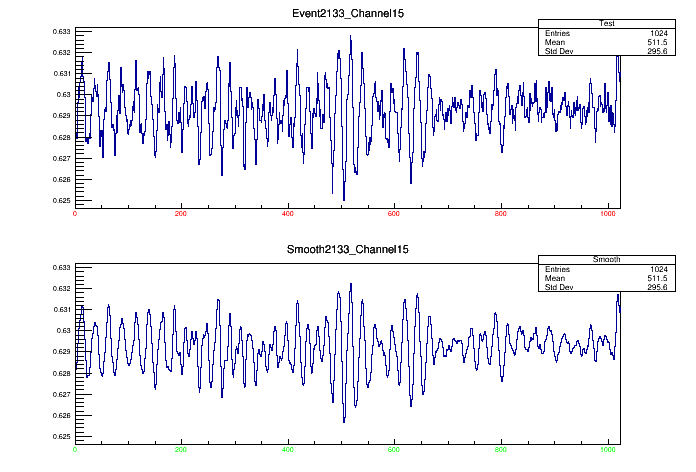 Event2133_Channel15
Test
Entries 1024
Mean 511.5
Std Dev 295.6
0.633
0.632
0.631
0.63
0.629
0.628
0.627
0.626
0.625
0 200 400 600 800 1000
Smooth2133_Channel15
Smooth
Entries 1024
Mean 511.5
Std Dev 295.6
0.633
0.632
0.631
0.63
0.629
0.628
0.627
0.626
0.625
0 200 400 600 800 1000